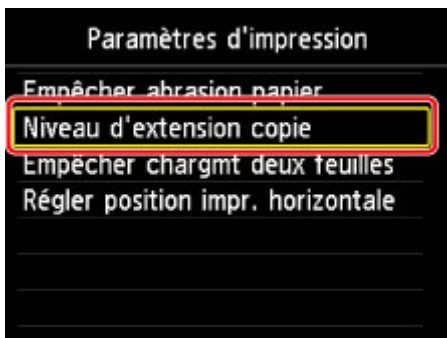 Paramètres d'impression
Empêcher abrasion papier
Niveau d'extension copie
Empêcher chargmt deux feuilles
Régler position impr. horizontale